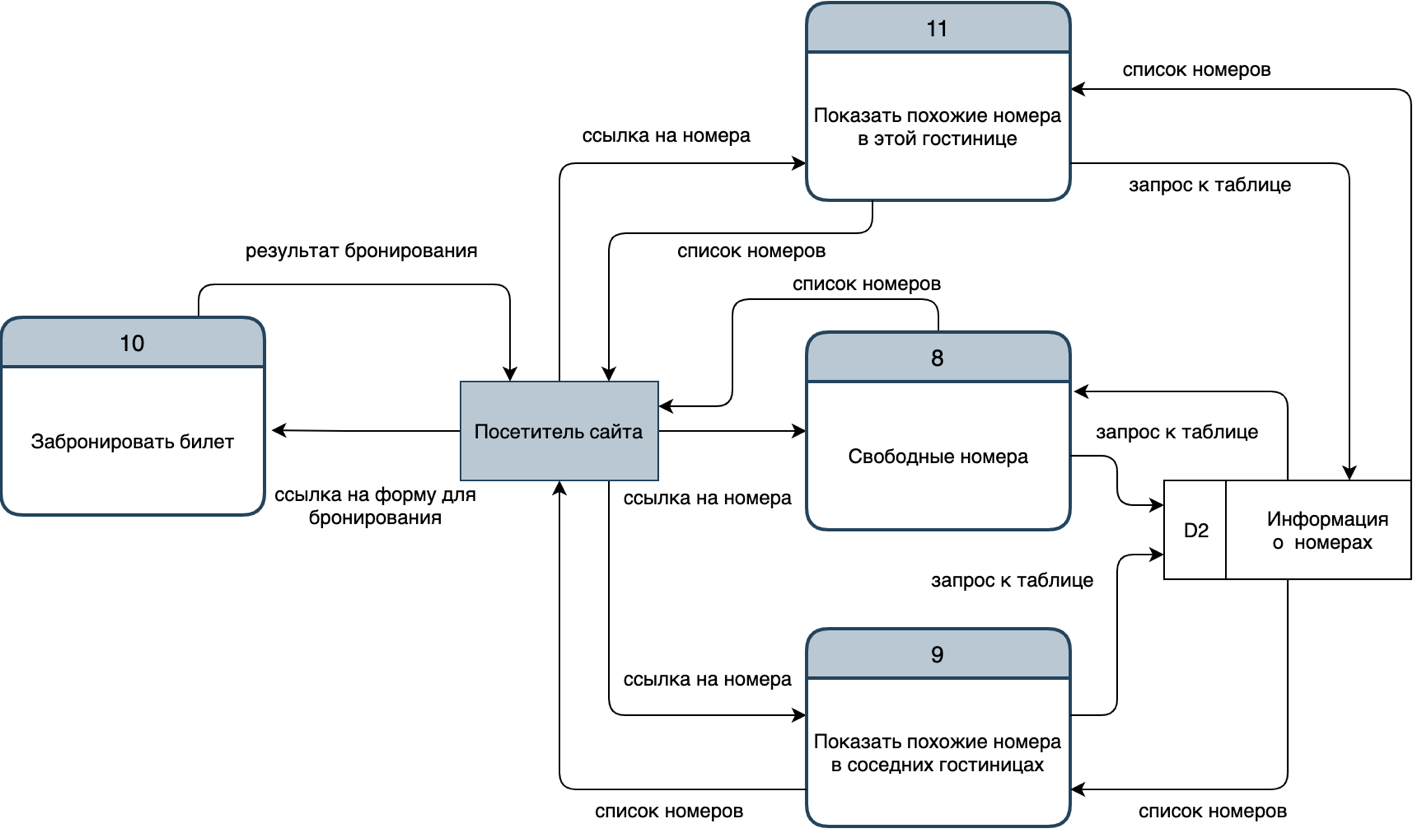 11
список номеров
Показать похожие номера
в этой гостинице
ссылка на номера
запрос к таблице
список номеров
результат бронирования
список номеров
10
8
Забронировать билет
Посетитель сайта
Свободные номера
запрос к таблице
ссылка на форму для
бронирования
ссылка на номера
D2
Информация
о номерах
запрос к таблице
9
ссылка на номера
Показать похожие номера
в соседних гостиницах
список номеров
список номеров